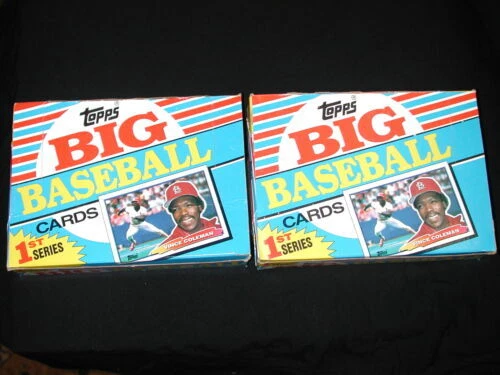 Topps
BIG
BASEBALL
CARDS
1ST
SERIES
VINCE COLEMAN
Topps
BIG
BASEBALL
CARDS
1ST
SERIES
VINCE COLEMAN